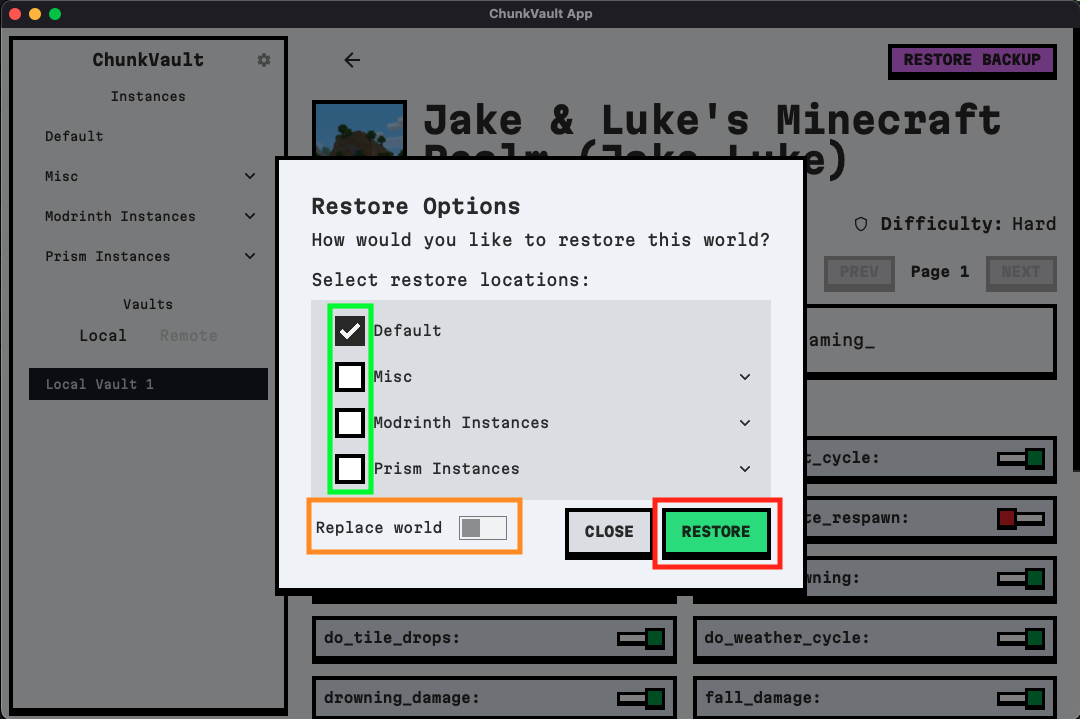 ChunkVault App
ChunkVault
Instances
Default
Misc
Modrinth Instances
Prism Instances
Vaults
Local Remote
Local Vault 1
RESTORE BACKUP
Jake & Luke's Minecraft
Realm (Jake Luke)
Difficulty: Hard
PREV Page 1 NEXT
aming_
Restore Options
How would you like to restore this world?
Select restore locations:
Default
Misc
Modrinth Instances
Prism Instances
Replace world
CLOSE RESTORE
t_cycle:
te_respawn:
wning:
do_tile_drops: do_weather_cycle:
drowning_damage: fall_damage: